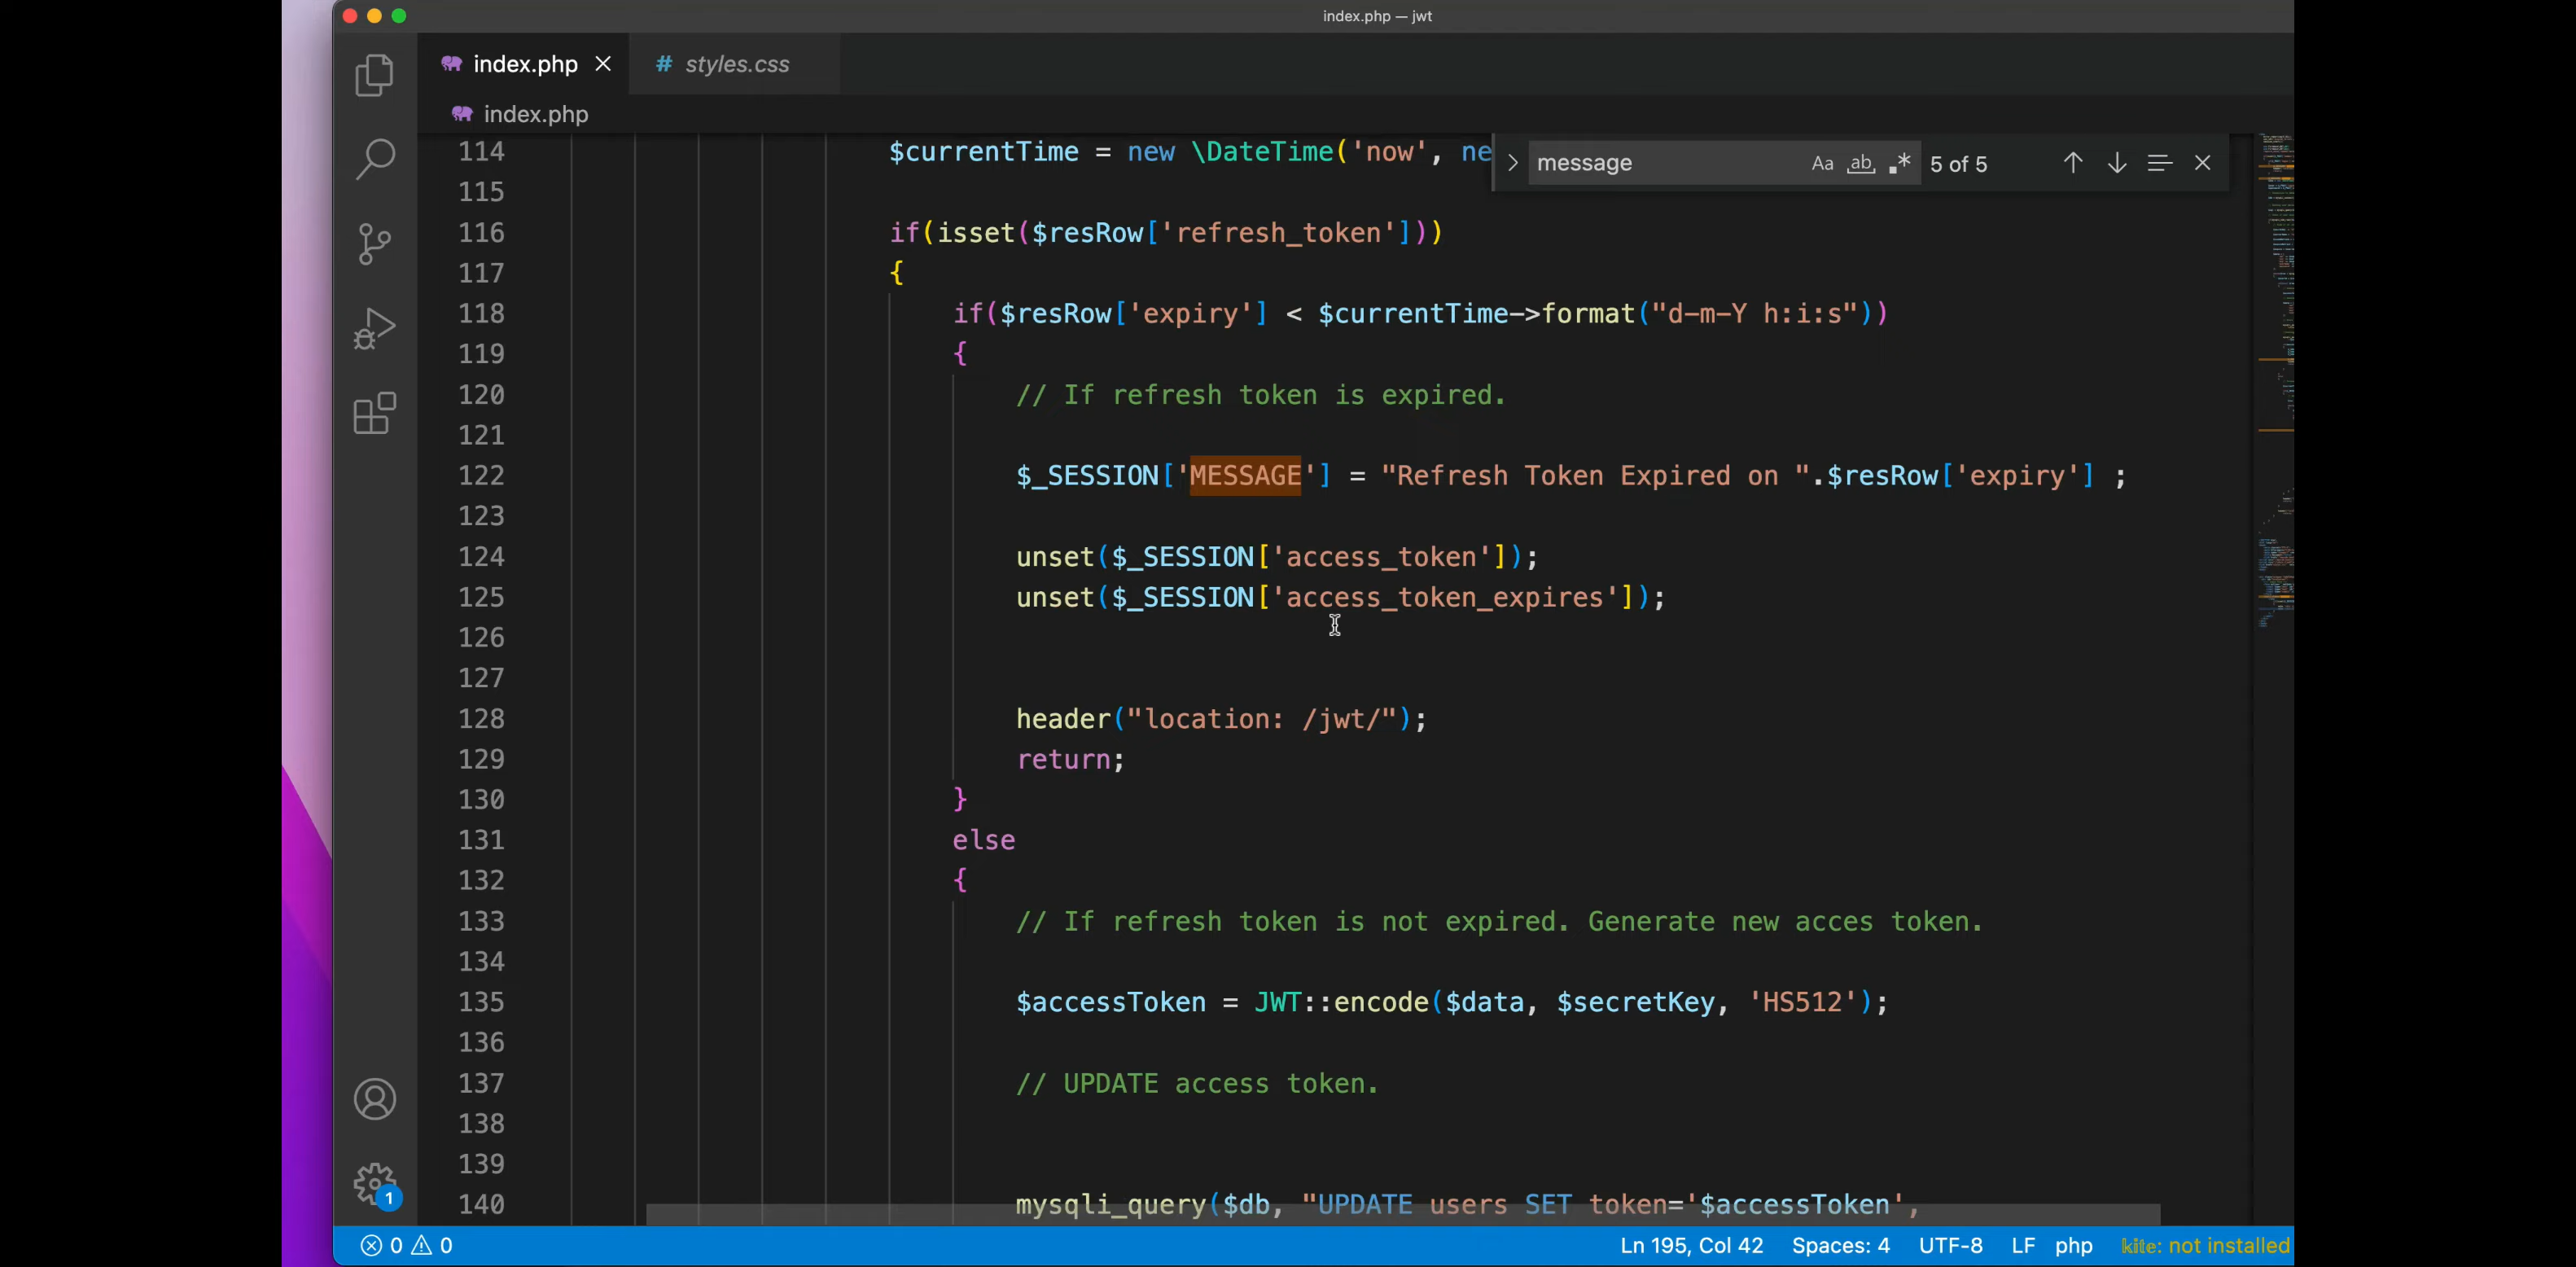 index.php — jwt
index.php
# styles.css
index.php
message Aa ab .* 5 of 5
114 $currentTime = new \DateTime('now', ne
115
116 if(isset($resRow['refresh_token']))
117 {
118 if($resRow['expiry'] < $currentTime->format("d-m-Y h:i:s"))
119 {
120 // If refresh token is expired.
121
122 $_SESSION['MESSAGE'] = "Refresh Token Expired on ".$resRow['expiry'] ;
123
124 unset($_SESSION['access_token']);
125 unset($_SESSION['access_token_expires']);
126
127
128 header("location: /jwt/");
129 return;
130 }
131 else
132 {
133 // If refresh token is not expired. Generate new acces token.
134
135 $accessToken = JWT::encode($data, $secretKey, 'HS512');
136
137 // UPDATE access token.
138
139
140 mysqli_query($db, "UPDATE users SET token='$accessToken',
1
0 0 Ln 195, Col 42 Spaces: 4 UTF-8 LF php kite: not installed